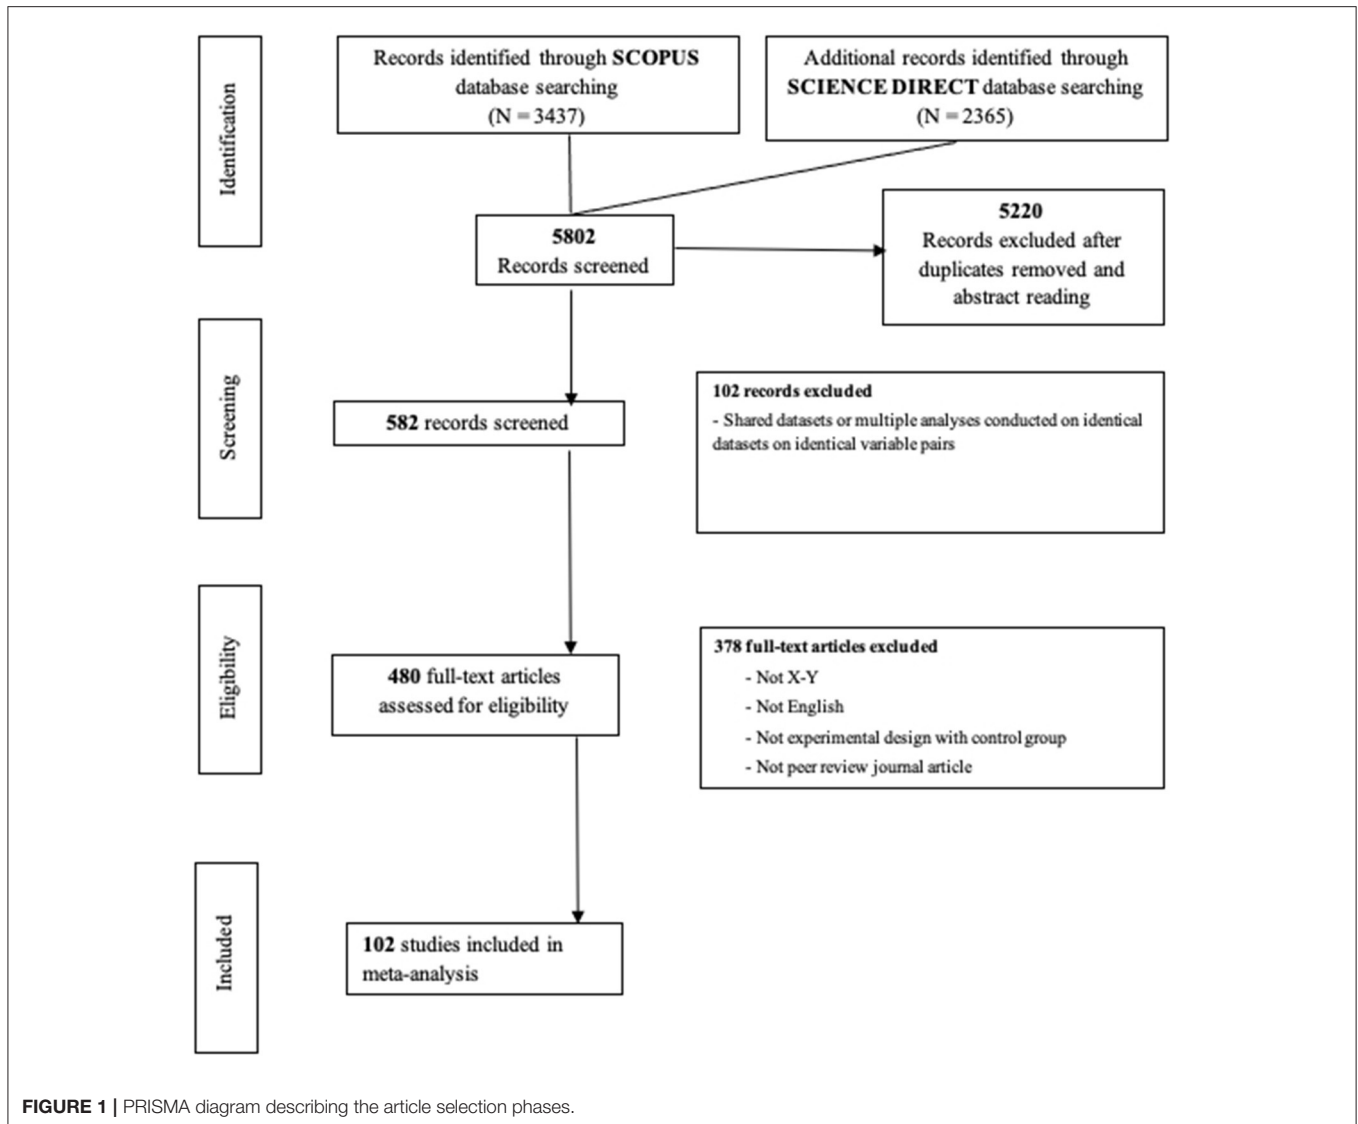 Identification
Records identified through SCOPUS
database searching
(N = 3437)
Additional records identified through
SCIENCE DIRECT database searching
(N = 2365)
5802
Records screened
5220
Records excluded after
duplicates removed and
abstract reading
Screening
582 records screened
102 records excluded
- Shared datasets or multiple analyses conducted on identical
datasets on identical variable pairs
Eligibility
480 full-text articles
assessed for eligibility
378 full-text articles excluded
- Not X-Y
- Not English
- Not experimental design with control group
- Not peer review journal article
Included
102 studies included in
meta-analysis
FIGURE 1 | PRISMA diagram describing the article selection phases.